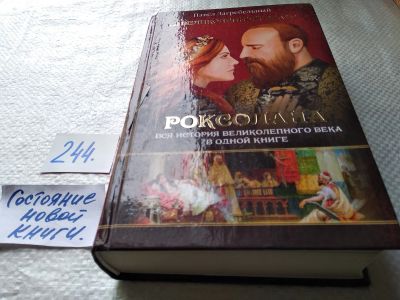 Павел Загребельный
РОКСОЛАНА
ВСЯ ИСТОРИЯ ВЕЛИКОЛЕПНОГО ВЕКА
В ОДНОЙ КНИГЕ
244.
Состояние
новой
книги.